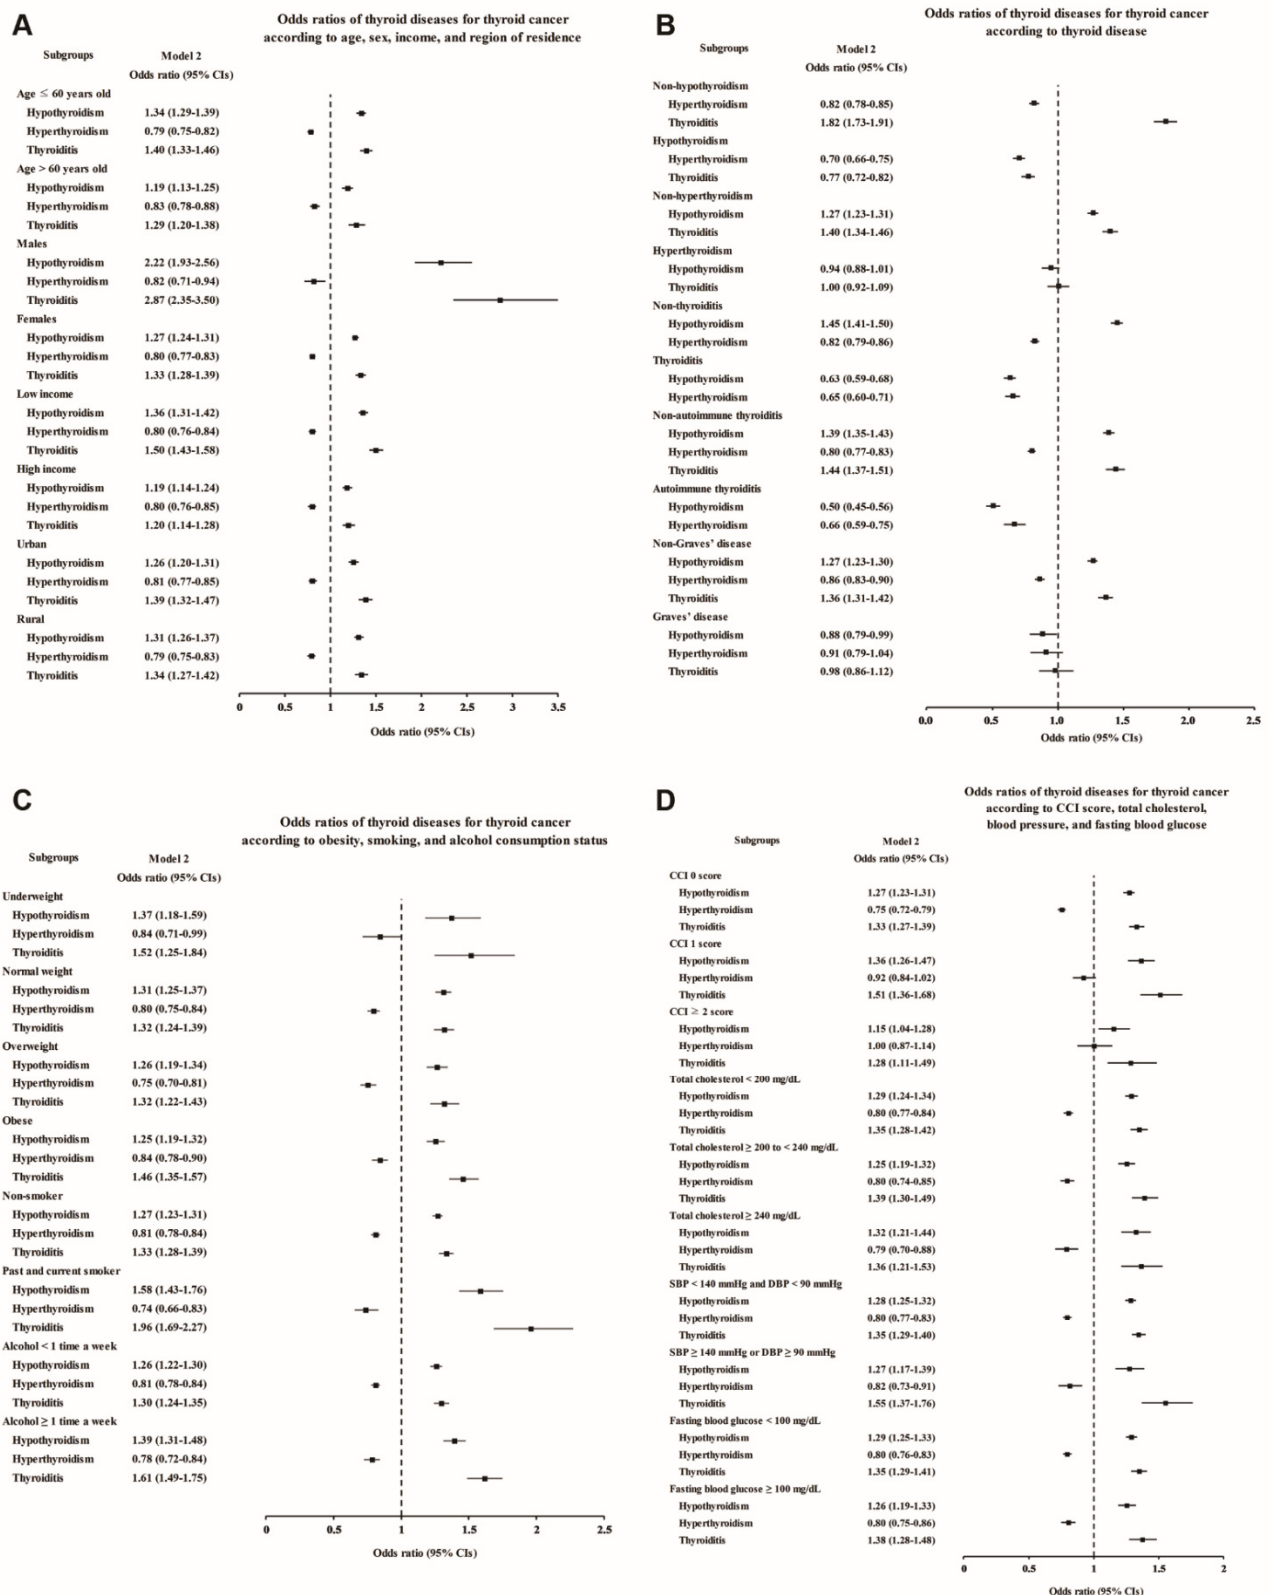 A
Odds ratios of thyroid diseases for thyroid cancer
according to age, sex, income, and region of residence
Subgroups Model 2
Odds ratio (95% CIs)
Age ≤ 60 years old
Hypothyroidism 1.34 (1.29-1.39)
Hyperthyroidism 0.79 (0.75-0.82)
Thyroiditis 1.40 (1.33-1.46)
Age > 60 years old
Hypothyroidism 1.19 (1.13-1.25)
Hyperthyroidism 0.83 (0.78-0.88)
Thyroiditis 1.29 (1.20-1.38)
Males
Hypothyroidism 2.22 (1.93-2.56)
Hyperthyroidism 0.82 (0.71-0.94)
Thyroiditis 2.87 (2.35-3.50)
Females
Hypothyroidism 1.27 (1.24-1.31)
Hyperthyroidism 0.80 (0.77-0.83)
Thyroiditis 1.33 (1.28-1.39)
Low income
Hypothyroidism 1.36 (1.31-1.42)
Hyperthyroidism 0.80 (0.76-0.84)
Thyroiditis 1.50 (1.43-1.58)
High income
Hypothyroidism 1.19 (1.14-1.24)
Hyperthyroidism 0.80 (0.76-0.85)
Thyroiditis 1.20 (1.14-1.28)
Urban
Hypothyroidism 1.26 (1.20-1.31)
Hyperthyroidism 0.81 (0.77-0.85)
Thyroiditis 1.39 (1.32-1.47)
Rural
Hypothyroidism 1.31 (1.26-1.37)
Hyperthyroidism 0.79 (0.75-0.83)
Thyroiditis 1.34 (1.27-1.42)
0 0.5 1 1.5 2 2.5 3 3.5
Odds ratio (95% CIs)
B
Odds ratios of thyroid diseases for thyroid cancer
according to thyroid disease
Subgroups Model 2
Odds ratio (95% CIs)
Non-hypothyroidism
Hyperthyroidism 0.82 (0.78-0.85)
Thyroiditis 1.82 (1.73-1.91)
Hypothyroidism
Hyperthyroidism 0.70 (0.66-0.75)
Thyroiditis 0.77 (0.72-0.82)
Non-hyperthyroidism
Hypothyroidism 1.27 (1.23-1.31)
Thyroiditis 1.40 (1.34-1.46)
Hyperthyroidism
Hypothyroidism 0.94 (0.88-1.01)
Thyroiditis 1.00 (0.92-1.09)
Non-thyroiditis
Hypothyroidism 1.45 (1.41-1.50)
Hyperthyroidism 0.82 (0.79-0.86)
Thyroiditis
Hypothyroidism 0.63 (0.59-0.68)
Hyperthyroidism 0.65 (0.60-0.71)
Non-autoimmune thyroiditis
Hypothyroidism 1.39 (1.35-1.43)
Hyperthyroidism 0.80 (0.77-0.83)
Thyroiditis 1.44 (1.37-1.51)
Autoimmune thyroiditis
Hypothyroidism 0.50 (0.45-0.56)
Hyperthyroidism 0.66 (0.59-0.75)
Non-Graves' disease
Hypothyroidism 1.27 (1.23-1.30)
Hyperthyroidism 0.86 (0.83-0.90)
Thyroiditis 1.36 (1.31-1.42)
Graves' disease
Hypothyroidism 0.88 (0.79-0.99)
Hyperthyroidism 0.91 (0.79-1.04)
Thyroiditis 0.98 (0.86-1.12)
0.0 0.5 1.0 1.5 2.0 2.5
Odds ratio (95% CIs)
C
Odds ratios of thyroid diseases for thyroid cancer
according to obesity, smoking, and alcohol consumption status
Subgroups Model 2
Odds ratio (95% CIs)
Underweight
Hypothyroidism 1.37 (1.18-1.59)
Hyperthyroidism 0.84 (0.71-0.99)
Thyroiditis 1.52 (1.25-1.84)
Normal weight
Hypothyroidism 1.31 (1.25-1.37)
Hyperthyroidism 0.80 (0.75-0.84)
Thyroiditis 1.32 (1.24-1.39)
Overweight
Hypothyroidism 1.26 (1.19-1.34)
Hyperthyroidism 0.75 (0.70-0.81)
Thyroiditis 1.32 (1.22-1.43)
Obese
Hypothyroidism 1.25 (1.19-1.32)
Hyperthyroidism 0.84 (0.78-0.90)
Thyroiditis 1.46 (1.35-1.57)
Non-smoker
Hypothyroidism 1.27 (1.23-1.31)
Hyperthyroidism 0.81 (0.78-0.84)
Thyroiditis 1.33 (1.28-1.39)
Past and current smoker
Hypothyroidism 1.58 (1.43-1.76)
Hyperthyroidism 0.74 (0.66-0.83)
Thyroiditis 1.96 (1.69-2.27)
Alcohol < 1 time a week
Hypothyroidism 1.26 (1.22-1.30)
Hyperthyroidism 0.81 (0.78-0.84)
Thyroiditis 1.30 (1.24-1.35)
Alcohol ≥ 1 time a week
Hypothyroidism 1.39 (1.31-1.48)
Hyperthyroidism 0.78 (0.72-0.84)
Thyroiditis 1.61 (1.49-1.75)
0 0.5 1 1.5 2 2.5
Odds ratio (95% CIs)
D
Odds ratios of thyroid diseases for thyroid cancer
according to CCI score, total cholesterol,
blood pressure, and fasting blood glucose
Subgroups Model 2
Odds ratio (95% CIs)
CCI 0 score
Hypothyroidism 1.27 (1.23-1.31)
Hyperthyroidism 0.75 (0.72-0.79)
Thyroiditis 1.33 (1.27-1.39)
CCI 1 score
Hypothyroidism 1.36 (1.26-1.47)
Hyperthyroidism 0.92 (0.84-1.02)
Thyroiditis 1.51 (1.36-1.68)
CCI ≥ 2 score
Hypothyroidism 1.15 (1.04-1.28)
Hyperthyroidism 1.00 (0.87-1.14)
Thyroiditis 1.28 (1.11-1.49)
Total cholesterol < 200 mg/dL
Hypothyroidism 1.29 (1.24-1.34)
Hyperthyroidism 0.80 (0.77-0.84)
Thyroiditis 1.35 (1.28-1.42)
Total cholesterol ≥ 200 to < 240 mg/dL
Hypothyroidism 1.25 (1.19-1.32)
Hyperthyroidism 0.80 (0.74-0.85)
Thyroiditis 1.39 (1.30-1.49)
Total cholesterol ≥ 240 mg/dL
Hypothyroidism 1.32 (1.21-1.44)
Hyperthyroidism 0.79 (0.70-0.88)
Thyroiditis 1.36 (1.21-1.53)
SBP < 140 mmHg and DBP < 90 mmHg
Hypothyroidism 1.28 (1.25-1.32)
Hyperthyroidism 0.80 (0.77-0.83)
Thyroiditis 1.35 (1.29-1.40)
SBP ≥ 140 mmHg or DBP ≥ 90 mmHg
Hypothyroidism 1.27 (1.17-1.39)
Hyperthyroidism 0.82 (0.73-0.91)
Thyroiditis 1.55 (1.37-1.76)
Fasting blood glucose < 100 mg/dL
Hypothyroidism 1.29 (1.25-1.33)
Hyperthyroidism 0.80 (0.76-0.83)
Thyroiditis 1.35 (1.29-1.41)
Fasting blood glucose ≥ 100 mg/dL
Hypothyroidism 1.26 (1.19-1.33)
Hyperthyroidism 0.80 (0.75-0.86)
Thyroiditis 1.38 (1.28-1.48)
0 0.5 1 1.5 2
Odds ratio (95% CIs)